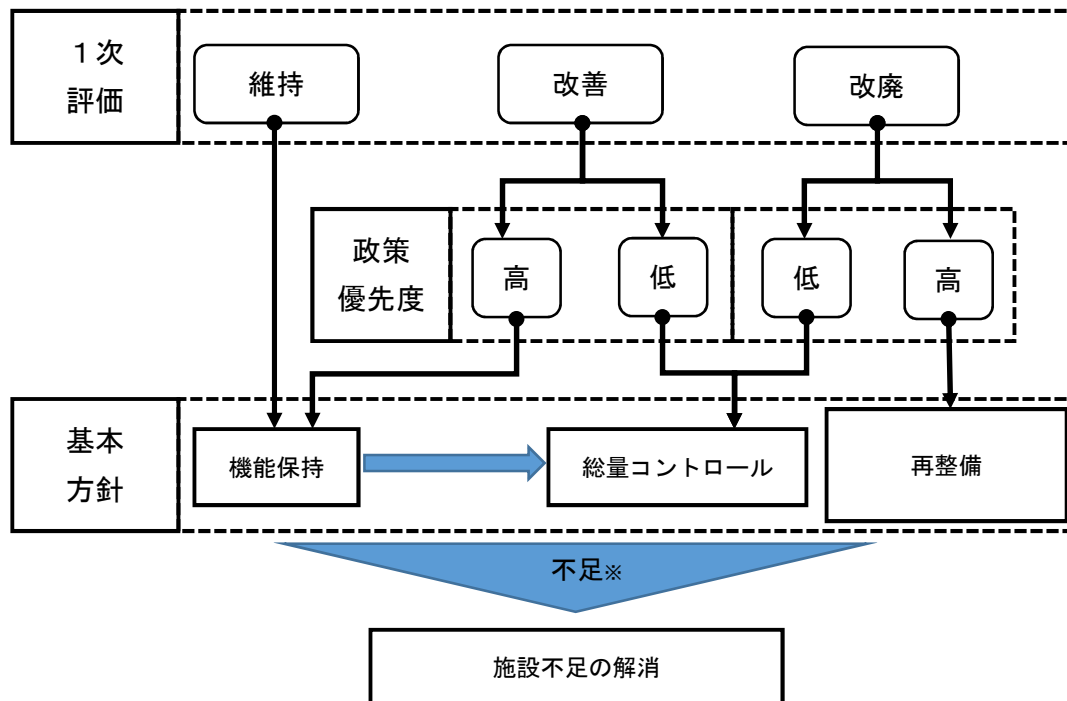 １次
評価
維持
改善
改廃
政策
優先度
高
低
低
高
基本
方針
機能保持
総量コントロール
再整備
不足※
施設不足の解消